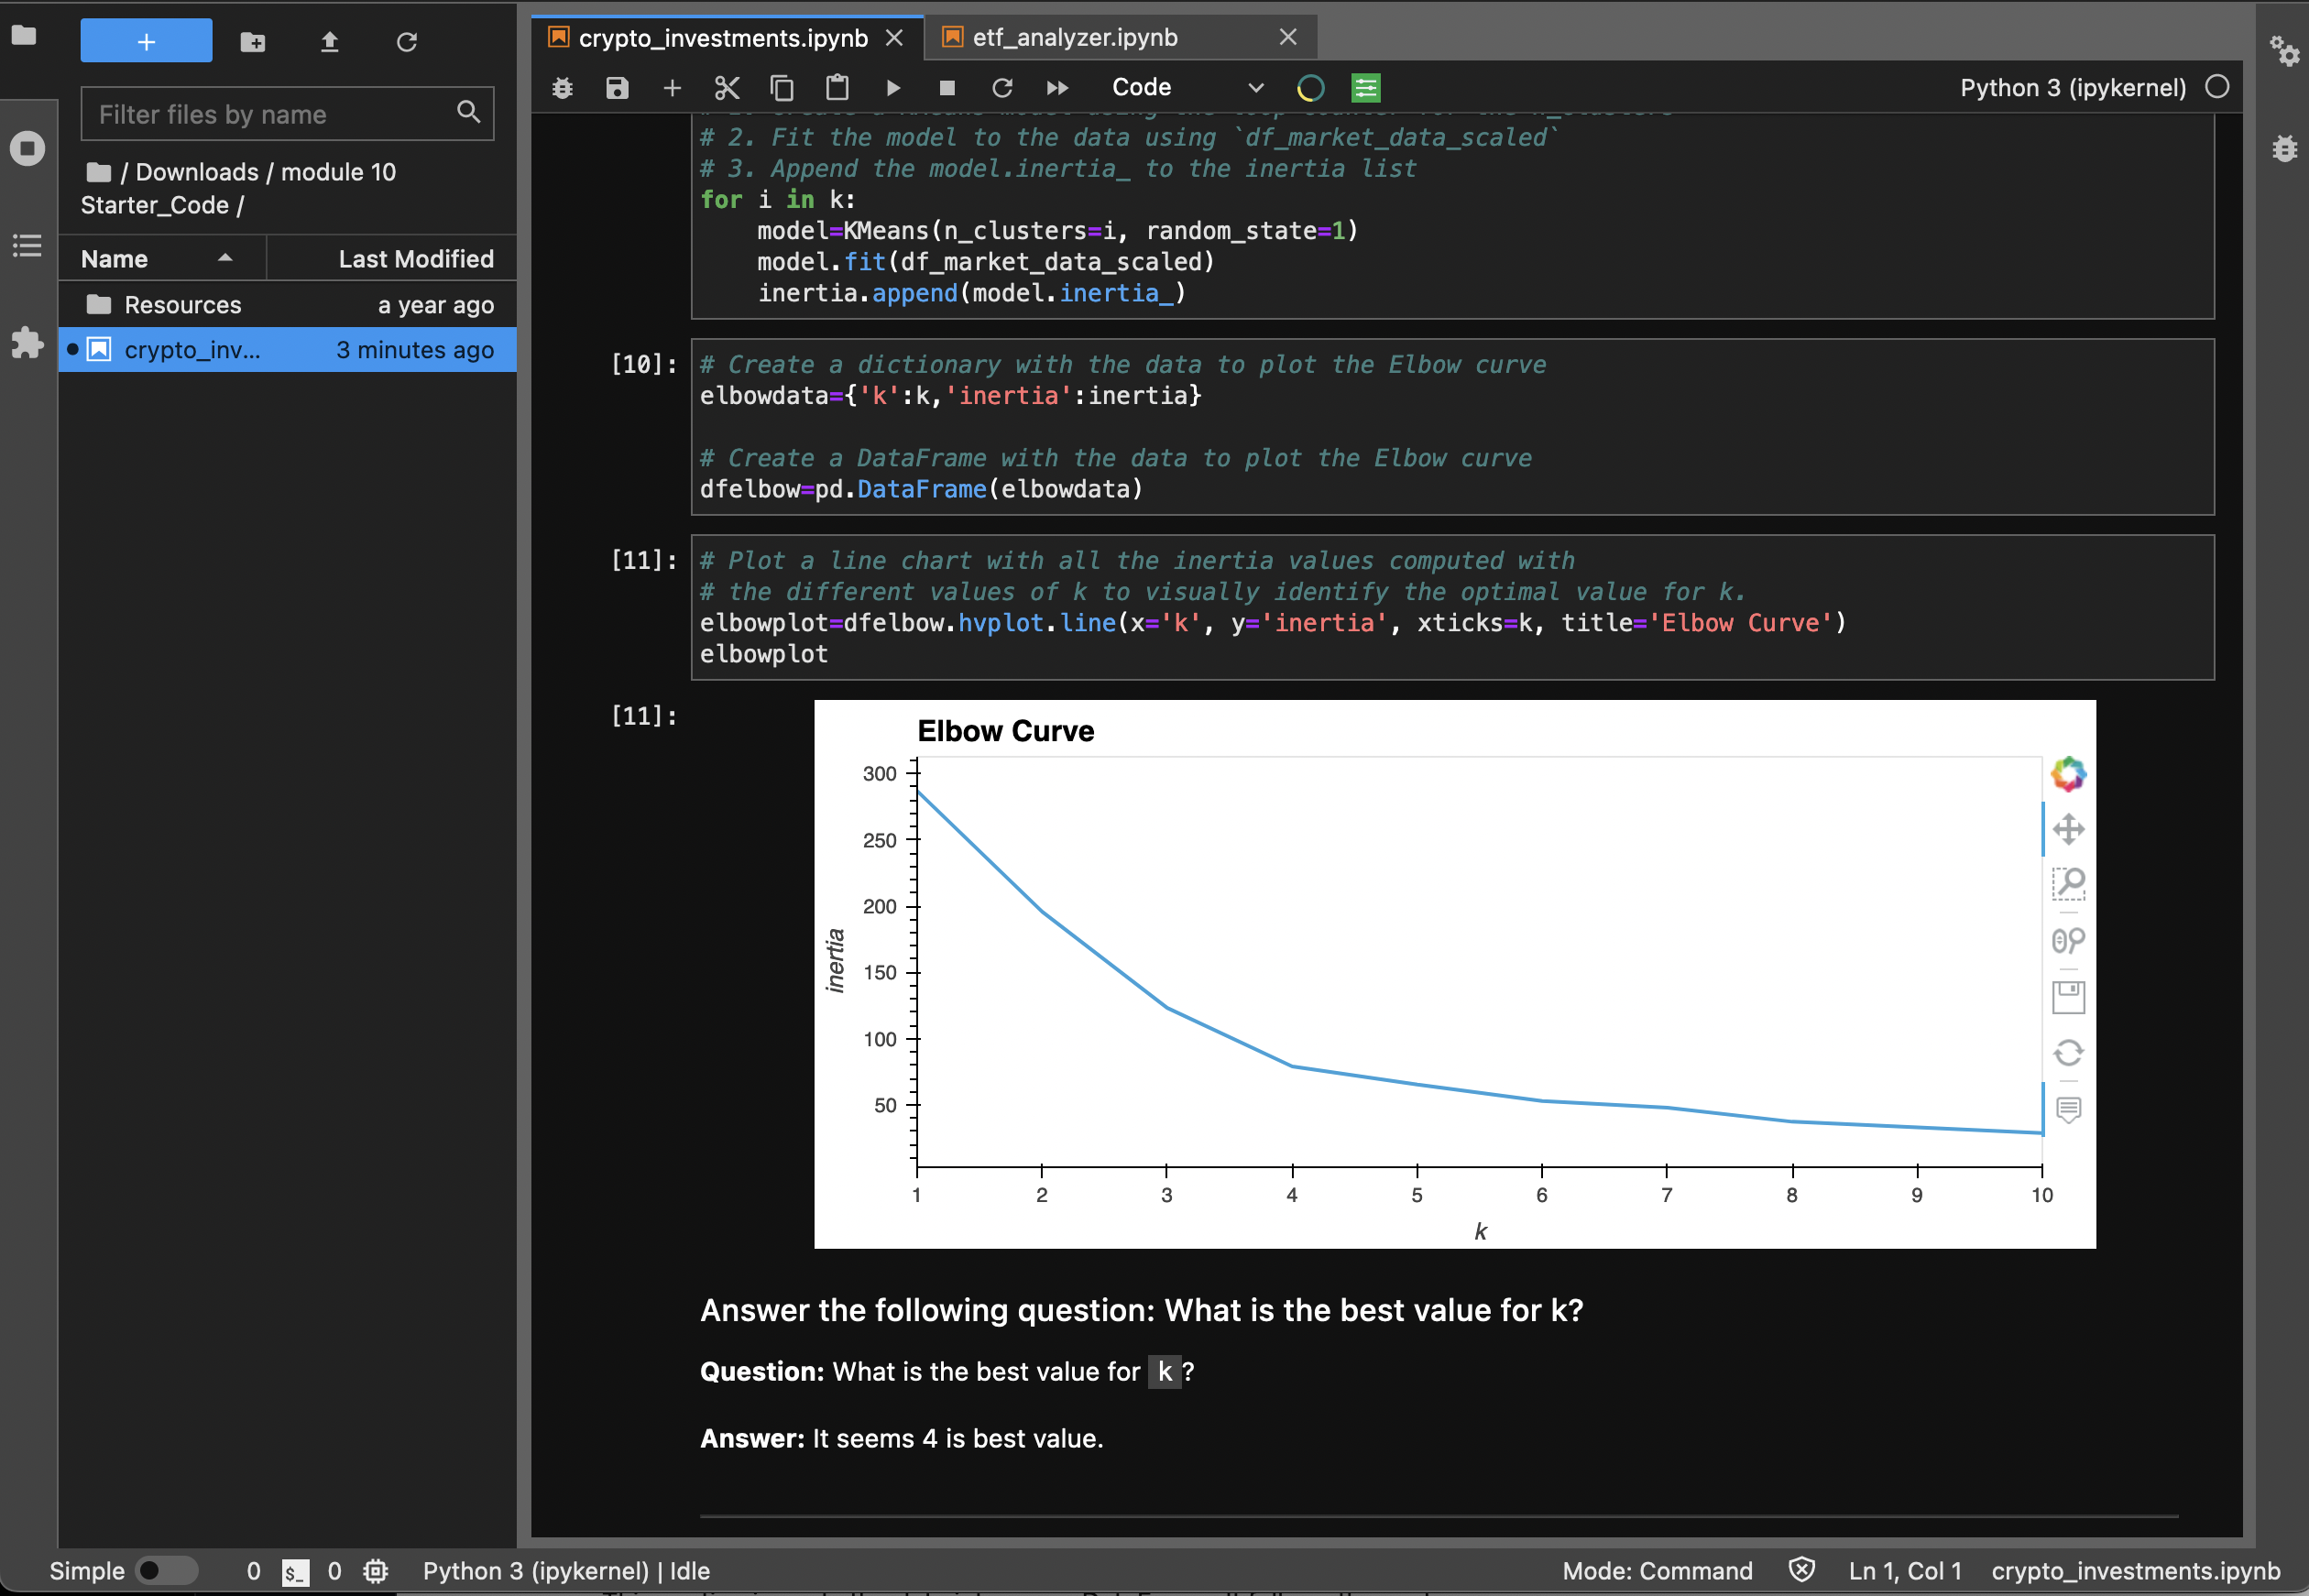 +
Filter files by name
/ Downloads / module 10
Starter_Code /
Name Last Modified
Resources a year ago
crypto_inv... 3 minutes ago
crypto_investments.ipynb etf_analyzer.ipynb
Code Python 3 (ipykernel)
# 2. Fit the model to the data using `df_market_data_scaled`
# 3. Append the model.inertia_ to the inertia list
for i in k:
    model=KMeans(n_clusters=i, random_state=1)
    model.fit(df_market_data_scaled)
    inertia.append(model.inertia_)
[10]:
# Create a dictionary with the data to plot the Elbow curve
elbowdata={'k':k,'inertia':inertia}
# Create a DataFrame with the data to plot the Elbow curve
dfelbow=pd.DataFrame(elbowdata)
[11]:
# Plot a line chart with all the inertia values computed with
# the different values of k to visually identify the optimal value for k.
elbowplot=dfelbow.hvplot.line(x='k', y='inertia', xticks=k, title='Elbow Curve')
elbowplot
[11]:
Elbow Curve
300
250
200
150
100
50
inertia
1 2 3 4 5 6 7 8 9 10
k
Answer the following question: What is the best value for k?
Question: What is the best value for k?
Answer: It seems 4 is best value.
Simple 0 $_ 0 Python 3 (ipykernel) | Idle Mode: Command Ln 1, Col 1 crypto_investments.ipynb